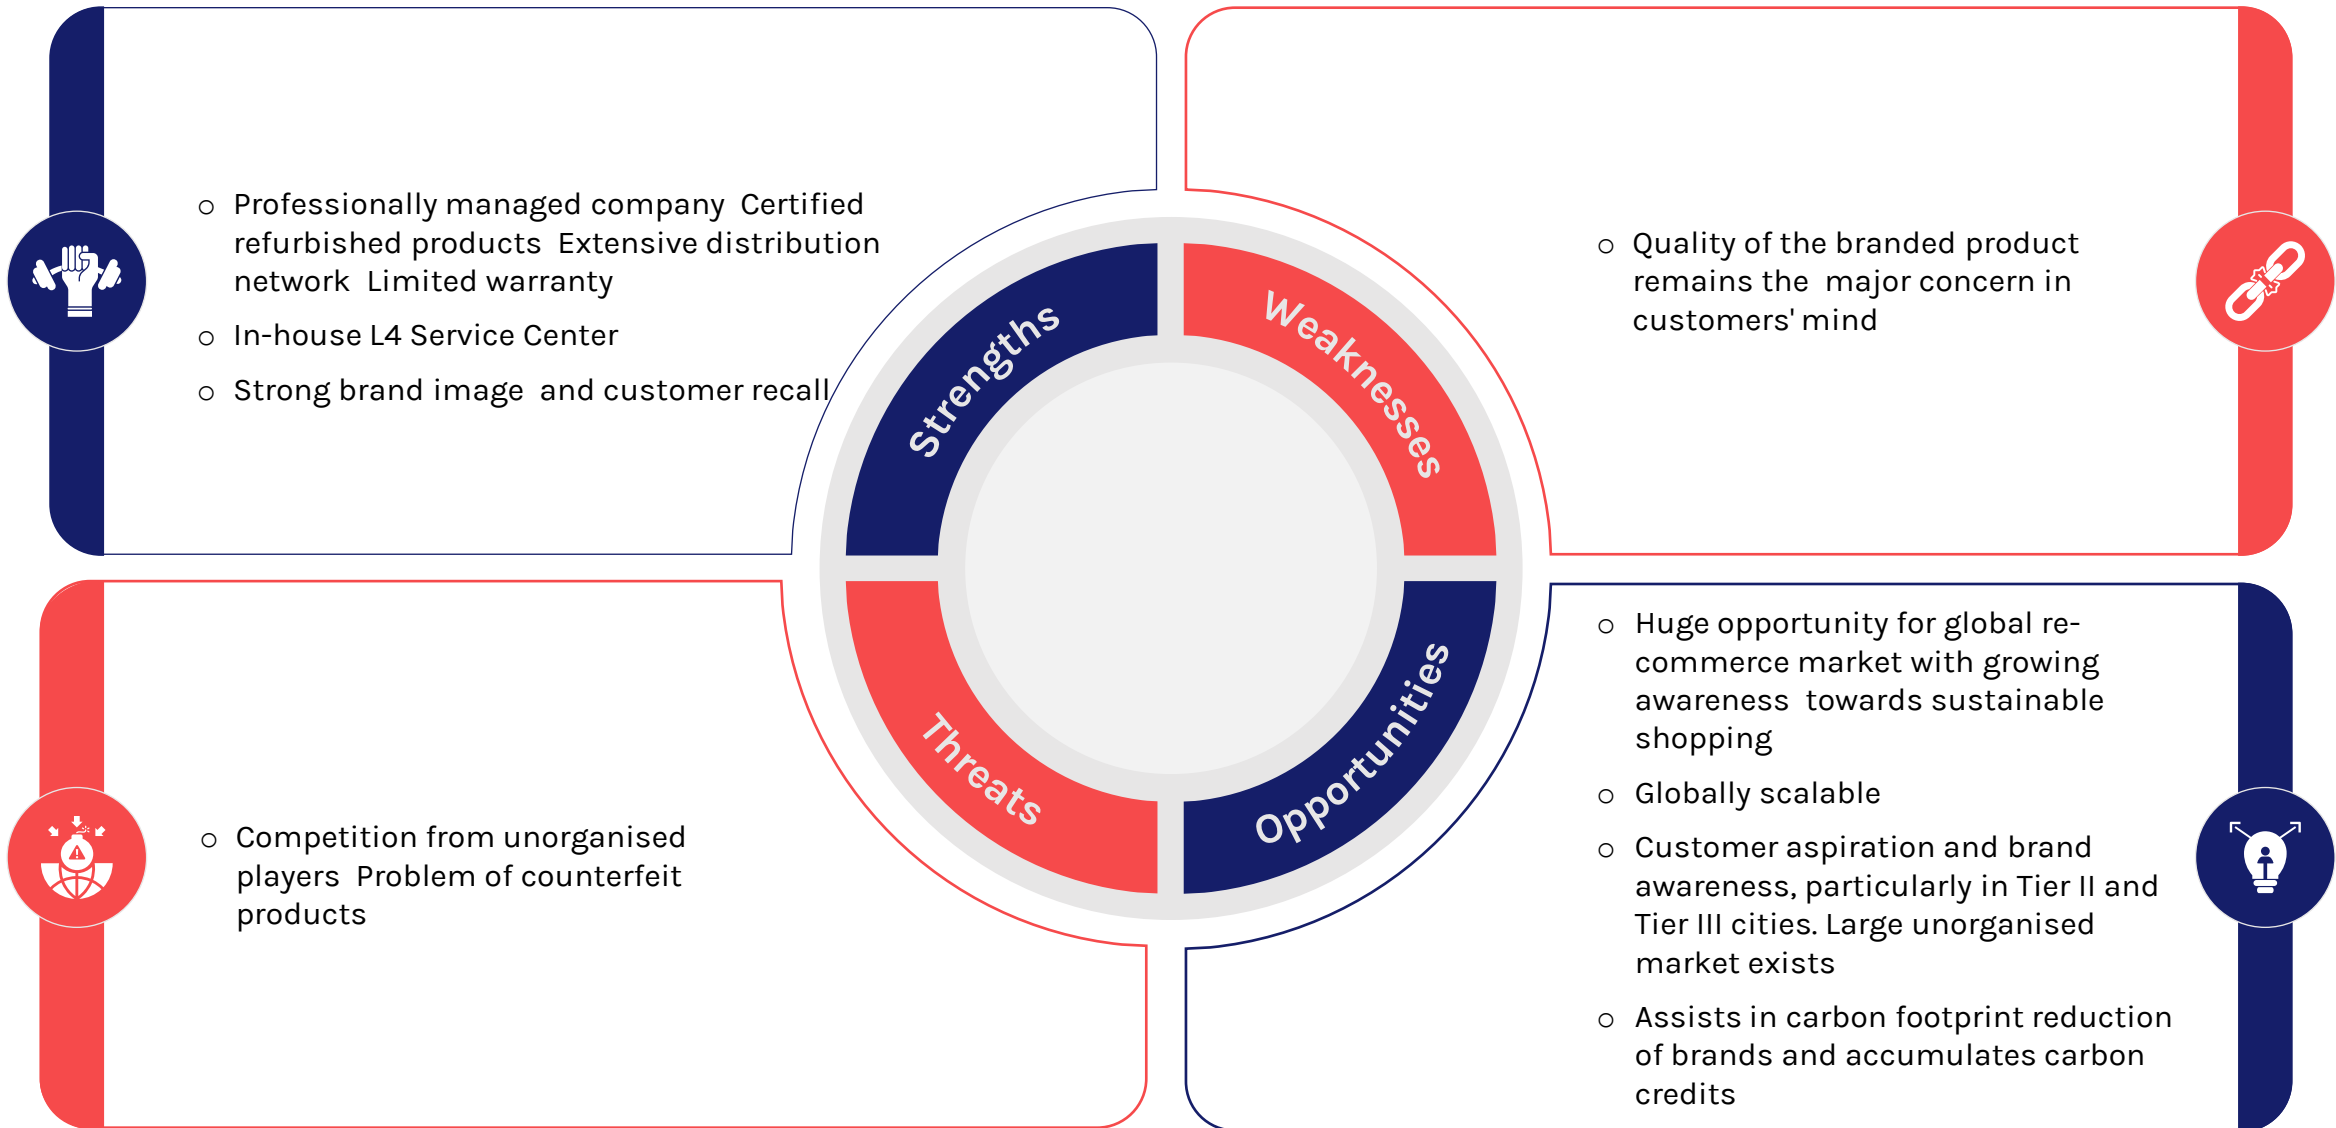 Professionally managed company Certified
refurbished products Extensive distribution
network Limited warranty
In-house L4 Service Center
Strong brand image and customer recall
Strengths
Weaknesses
Quality of the branded product
remains the major concern in
customers' mind
Threats
Competition from unorganised
players Problem of counterfeit
products
Opportunities
Huge opportunity for global re-
commerce market with growing
awareness towards sustainable
shopping
Globally scalable
Customer aspiration and brand
awareness, particularly in Tier II and
Tier III cities. Large unorganised
market exists
Assists in carbon footprint reduction
of brands and accumulates carbon
credits